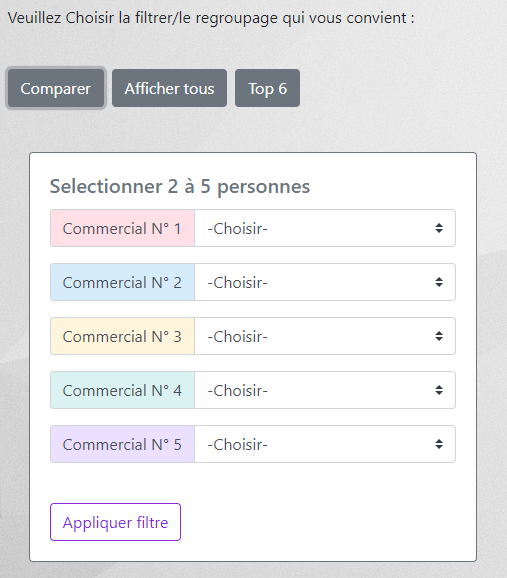 Veuillez Choisir la filtrer/le regroupage qui vous convient :
Comparer Afficher tous Top 6
Selectionner 2 à 5 personnes
Commercial N° 1 -Choisir-
Commercial N° 2 -Choisir-
Commercial N° 3 -Choisir-
Commercial N° 4 -Choisir-
Commercial N° 5 -Choisir-
Appliquer filtre